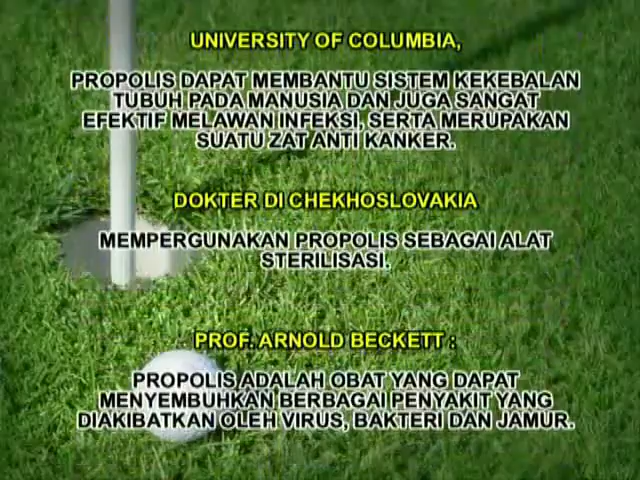 UNIVERSITY OF COLUMBIA,
PROPOLIS DAPAT MEMBANTU SISTEM KEKEBALAN
TUBUH PADA MANUSIA DAN JUGA SANGAT
EFEKTIF MELAWAN INFEKSI, SERTA MERUPAKAN
SUATU ZAT ANTI KANKER.
DOKTER DI CHEKHOSLOVAKIA
MEMPERGUNAKAN PROPOLIS SEBAGAI ALAT
STERILISASI.
PROF. ARNOLD BECKETT :
PROPOLIS ADALAH OBAT YANG DAPAT
MENYEMBUHKAN BERBAGAI PENYAKIT YANG
DIAKIBATKAN OLEH VIRUS, BAKTERI DAN JAMUR.